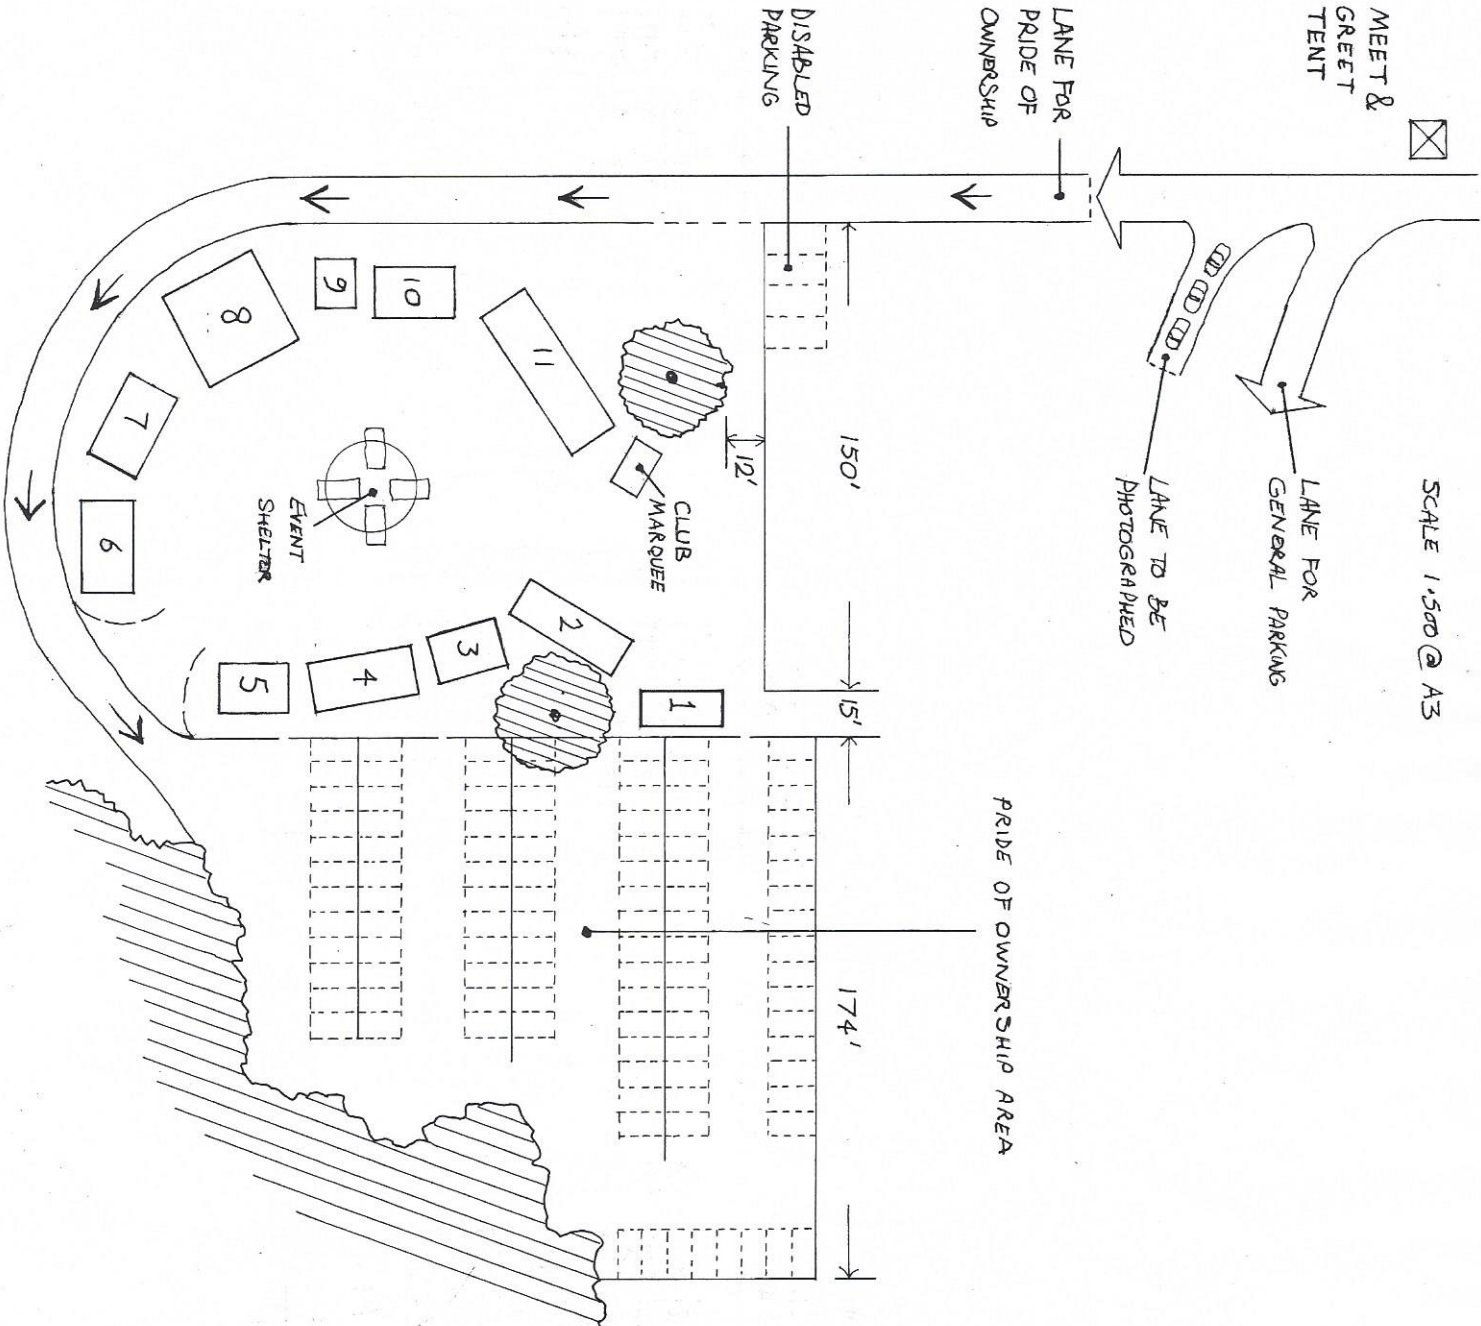 SCALE 1:500 @ A3
MEET &
GREET
TENT
LANE FOR
GENERAL PARKING
LANE TO BE
PHOTOGRAPHED
LANE FOR
PRIDE OF
OWNERSHIP
PRIDE OF OWNERSHIP AREA
DISABLED
PARKING
150'
15'
174'
12'
CLUB
MARQUEE
EVENT
SHELTER
1
2
3
4
5
6
7
8
9
10
11